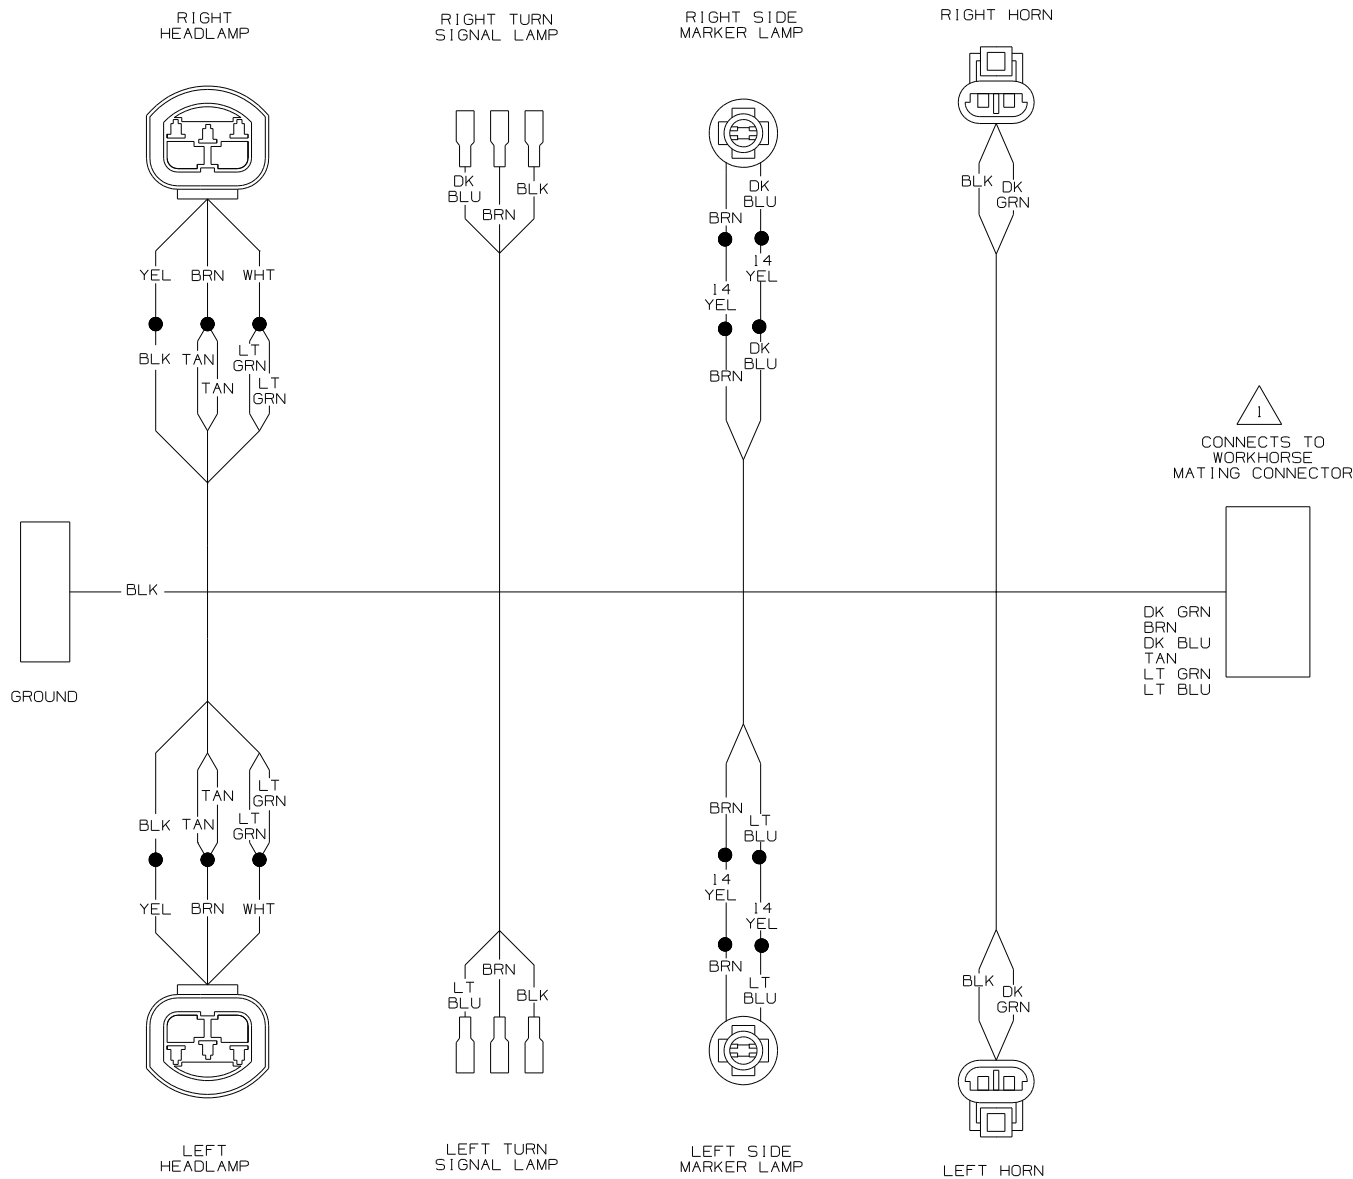 RIGHT
HEADLAMP
RIGHT TURN
SIGNAL LAMP
RIGHT SIDE
MARKER LAMP
RIGHT HORN
DK
BLU
BRN
BLK
BRN
DK
BLU
BLK
DK
GRN
YEL
BRN
WHT
14
YEL
14
YEL
BLK
TAN
TAN
LT
GRN
LT
GRN
BRN
DK
BLU
1
CONNECTS TO
WORKHORSE
MATING CONNECTOR
BLK
GROUND
DK GRN
BRN
DK BLU
TAN
LT GRN
LT BLU
BLK
TAN
TAN
LT
GRN
LT
GRN
BRN
LT
BLU
YEL
BRN
WHT
14
YEL
14
YEL
LT
BLU
BRN
BLK
BRN
LT
BLU
BLK
DK
GRN
LEFT
HEADLAMP
LEFT TURN
SIGNAL LAMP
LEFT SIDE
MARKER LAMP
LEFT HORN